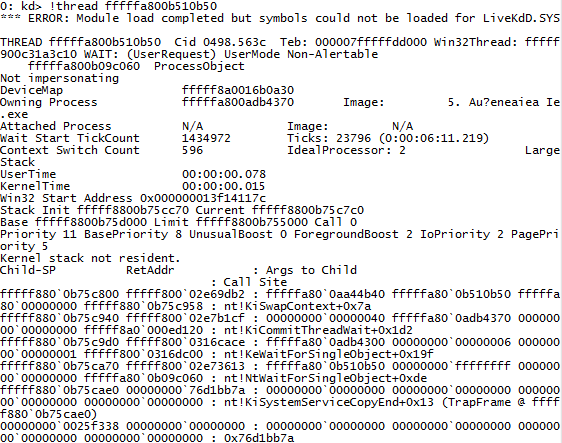 0: kd> !thread fffffa800b510b50
*** ERROR: Module load completed but symbols could not be loaded for LiveKdD.SYS
THREAD fffffa800b510b50  Cid 0498.563c  Teb: 000007fffffdd000 Win32Thread: fffff
900c31a3c10 WAIT: (UserRequest) UserMode Non-Alertable
    fffffa800b09c060  ProcessObject
Not impersonating
DeviceMap                 fffff8a0016b0a30
Owning Process            fffffa800adb4370       Image:         5. Au?eneaiea Ie
.exe
Attached Process          N/A            Image:         N/A
Wait Start TickCount      1434972        Ticks: 23796 (0:00:06:11.219)
Context Switch Count      596            IdealProcessor: 2                 Large
Stack
UserTime                  00:00:00.078
KernelTime                00:00:00.015
Win32 Start Address 0x000000013f14117c
Stack Init fffff8800b75cc70 Current fffff8800b75c7c0
Base fffff8800b75d000 Limit fffff8800b755000 Call 0
Priority 11 BasePriority 8 UnusualBoost 0 ForegroundBoost 2 IoPriority 2 PagePri
ority 5
Kernel stack not resident.
Child-SP          RetAddr           : Args to Child
                                    : Call Site
fffff880`0b75c800 fffff800`02e69db2 : fffffa80`0aa44b40 fffffa80`0b510b50 fffffa
80`00000000 fffffa80`0b75c958 : nt!KiSwapContext+0x7a
fffff880`0b75c940 fffff800`02e7b1cf : 00000000`00000040 fffffa80`0adb4370 000000
00`00000000 fffff8a0`000ed120 : nt!KiCommitThreadWait+0x1d2
fffff880`0b75c9d0 fffff800`0316cace : fffffa80`0adb4300 00000000`00000006 000000
00`00000001 fffff800`0316dc00 : nt!KeWaitForSingleObject+0x19f
fffff880`0b75ca70 fffff800`02e73613 : fffffa80`0b510b50 00000000`ffffffff 000000
00`00000000 fffffa80`0b09c060 : nt!NtWaitForSingleObject+0xde
fffff880`0b75cae0 00000000`76d1bb7a : 00000000`00000000 00000000`00000000 000000
00`00000000 00000000`00000000 : nt!KiSystemServiceCopyEnd+0x13 (TrapFrame @ ffff
f880`0b75cae0)
00000000`0025f338 00000000`00000000 : 00000000`00000000 00000000`00000000 000000
00`00000000 00000000`00000000 : 0x76d1bb7a